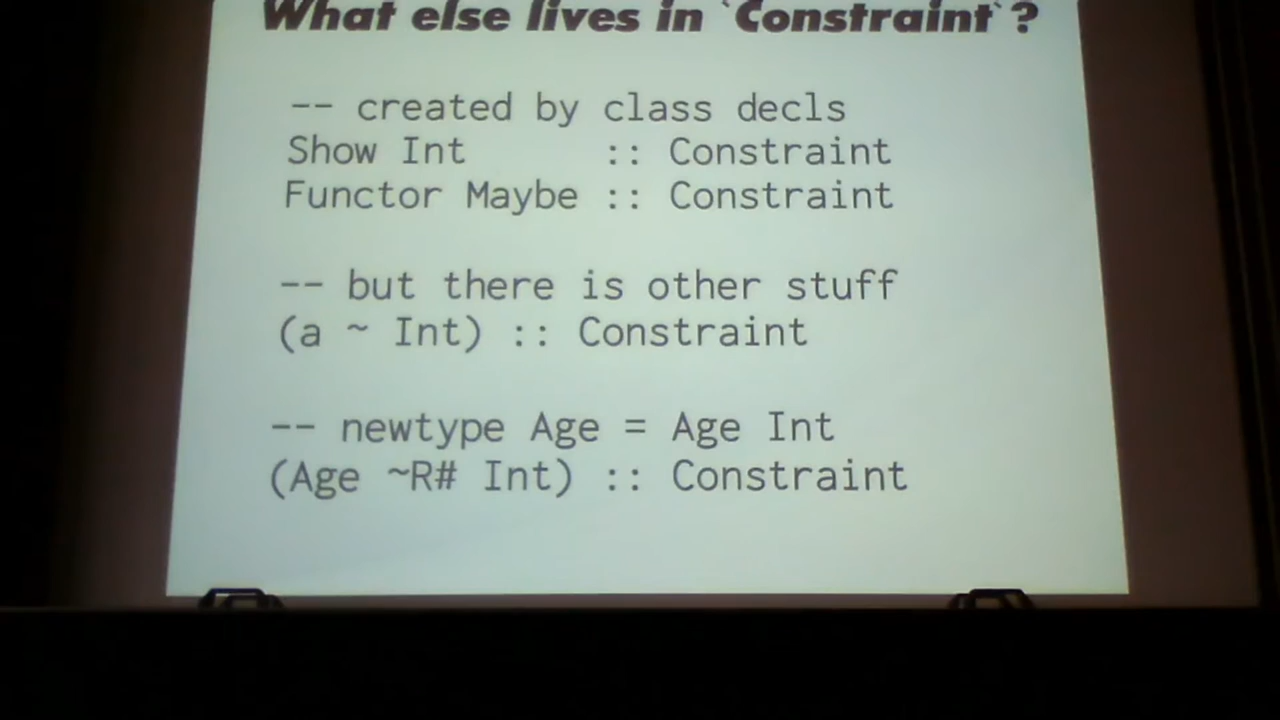 What else lives in `Constraint`?
-- created by class decls
Show Int :: Constraint
Functor Maybe :: Constraint
-- but there is other stuff
(a ~ Int) :: Constraint
-- newtype Age = Age Int
(Age ~R# Int) :: Constraint